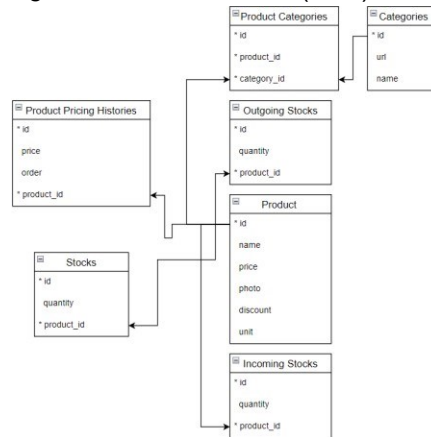 Product Categories
* id
* product_id
* category_id
Categories
* id
url
name
Product Pricing Histories
* id
price
order
* product_id
Outgoing Stocks
* id
quantity
* product_id
Product
* id
name
price
photo
discount
unit
Stocks
* id
quantity
* product_id
Incoming Stocks
* id
quantity
* product_id